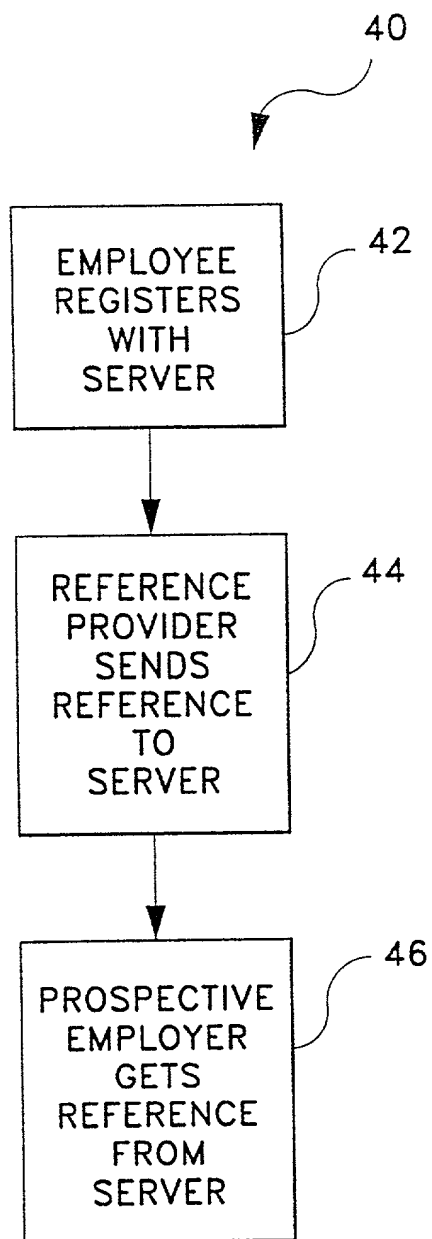 40
EMPLOYEE
REGISTERS
WITH
SERVER
42
REFERENCE
PROVIDER
SENDS
REFERENCE
TO
SERVER
44
PROSPECTIVE
EMPLOYER
GETS
REFERENCE
FROM
SERVER
46